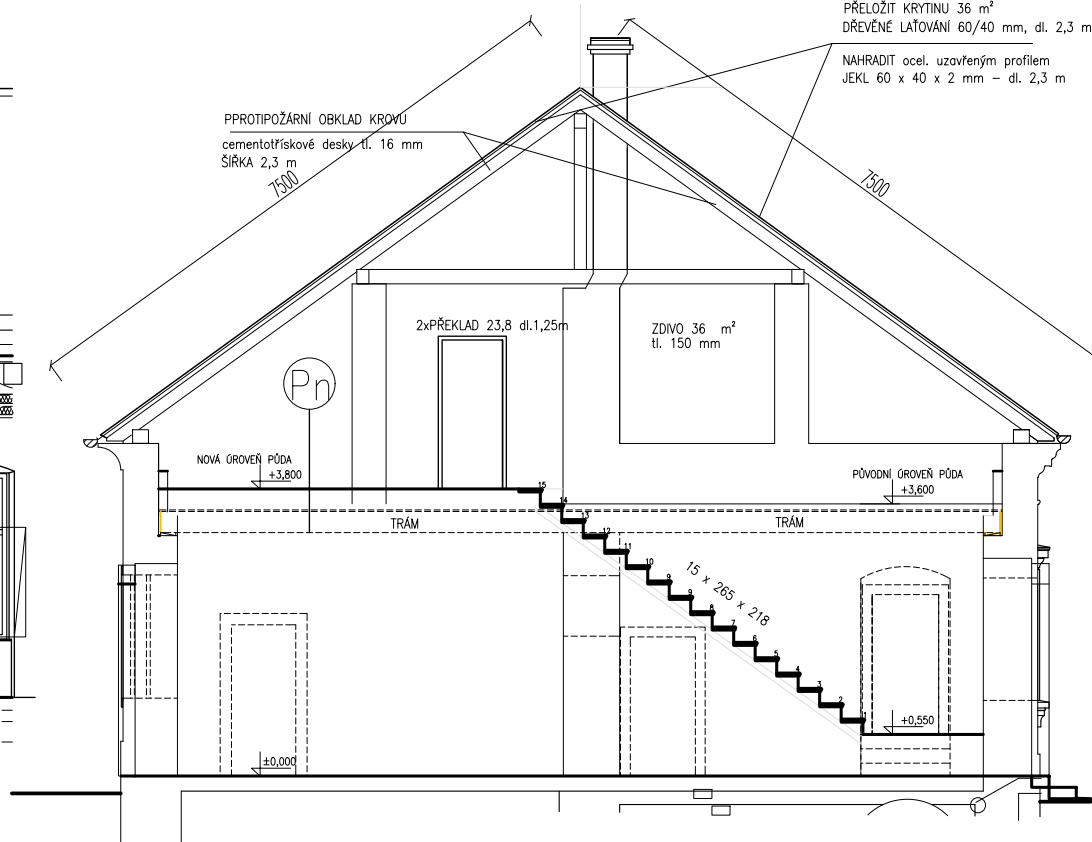 PŘELOŽIT KRYTINU 36 m²
DŘEVĚNÉ LAŤOVÁNÍ 60/40 mm, dl. 2,3 m
NAHRADIT ocel. uzavřeným profilem
JEKL 60 x 40 x 2 mm – dl. 2,3 m
PPROTIPOŽÁRNÍ OBKLAD KROVU
cementotřískové desky tl. 16 mm
ŠÍŘKA 2,3 m
7500
7500
2xPŘEKLAD 23,8 dl.1,25m
ZDIVO 36 m²
tl. 150 mm
Pn
NOVÁ ÚROVEŇ PŮDA
+3,800
PŮVODNÍ ÚROVEŇ PŮDA
+3,600
TRÁM
TRÁM
15
14
13
12
11
10
9
9
8
7
6
5
4
3
2
1
15 x 265 x 218
+0,550
±0,000